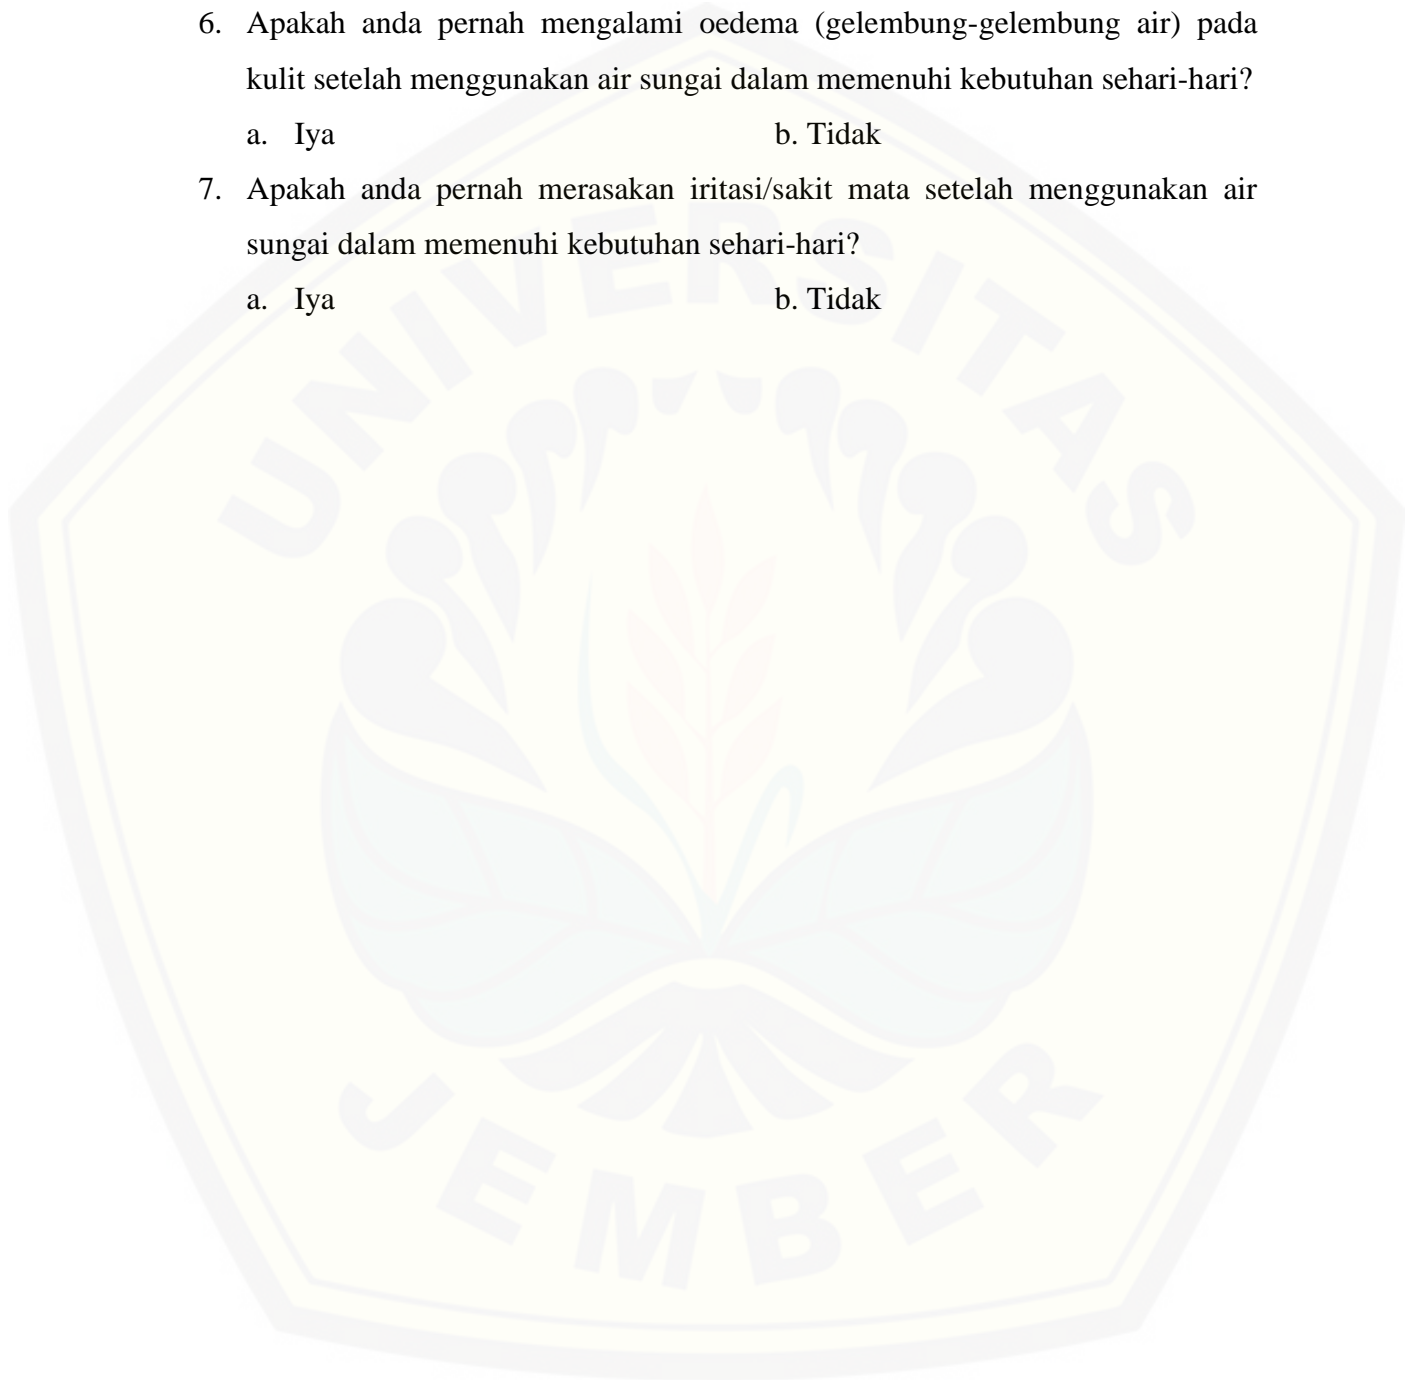 6. Apakah anda pernah mengalami oedema (gelembung-gelembung air) pada
kulit setelah menggunakan air sungai dalam memenuhi kebutuhan sehari-hari?
a. Iya b. Tidak
7. Apakah anda pernah merasakan iritasi/sakit mata setelah menggunakan air
sungai dalam memenuhi kebutuhan sehari-hari?
a. Iya b. Tidak
UNIVERSITAS
JEMBER